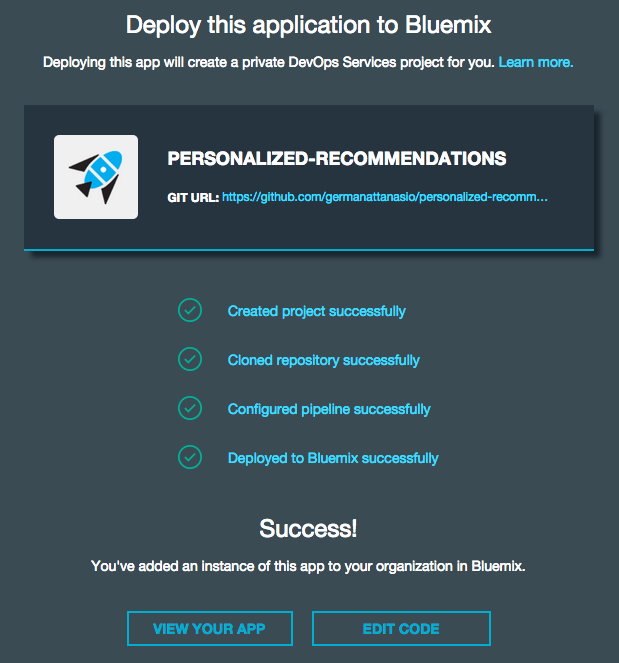 Deploy this application to Bluemix
Deploying this app will create a private DevOps Services project for you. Learn more.
PERSONALIZED-RECOMMENDATIONS
GIT URL: https://github.com/germanattanasio/personalized-recomm...
Created project successfully
Cloned repository successfully
Configured pipeline successfully
Deployed to Bluemix successfully
Success!
You've added an instance of this app to your organization in Bluemix.
VIEW YOUR APP
EDIT CODE